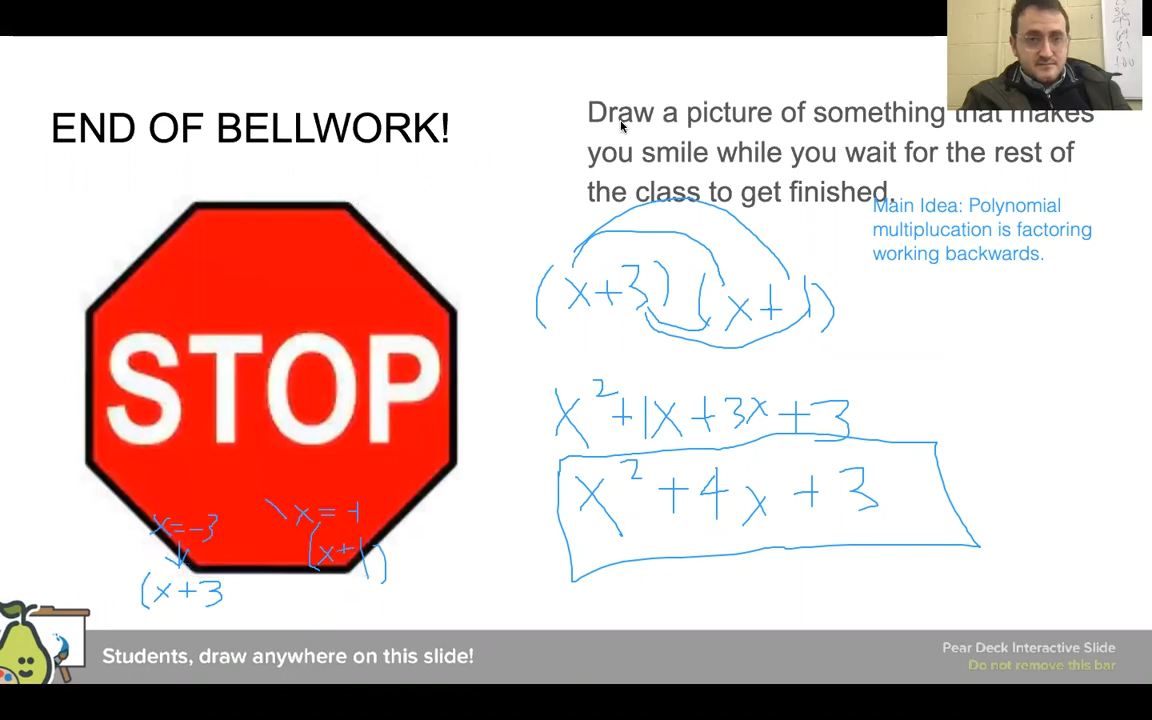 END OF BELLWORK!
Draw a picture of something that makes
you smile while you wait for the rest of
the class to get finished.
Main Idea: Polynomial
multiplucation is factoring
working backwards.
(x+3) (x+1)
x²+1x+3x+3
x²+4x+3
STOP
x=-3
(x+3
x=-1
(x+1)
Students, draw anywhere on this slide!
Pear Deck Interactive Slide
Do not remove this bar
100